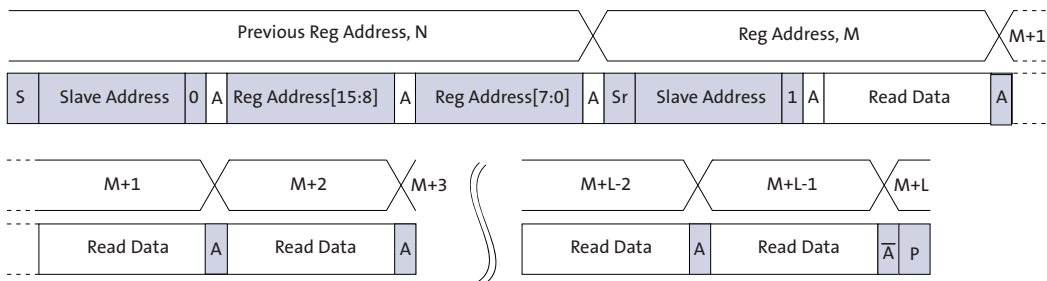 Previous Reg Address, N Reg Address, M M+1
S Slave Address 0 A Reg Address[15:8] A Reg Address[7:0] A Sr Slave Address 1 A Read Data A
M+1 M+2 M+3 M+L-2 M+L-1 M+L
Read Data A Read Data A Read Data A Read Data A̅ P